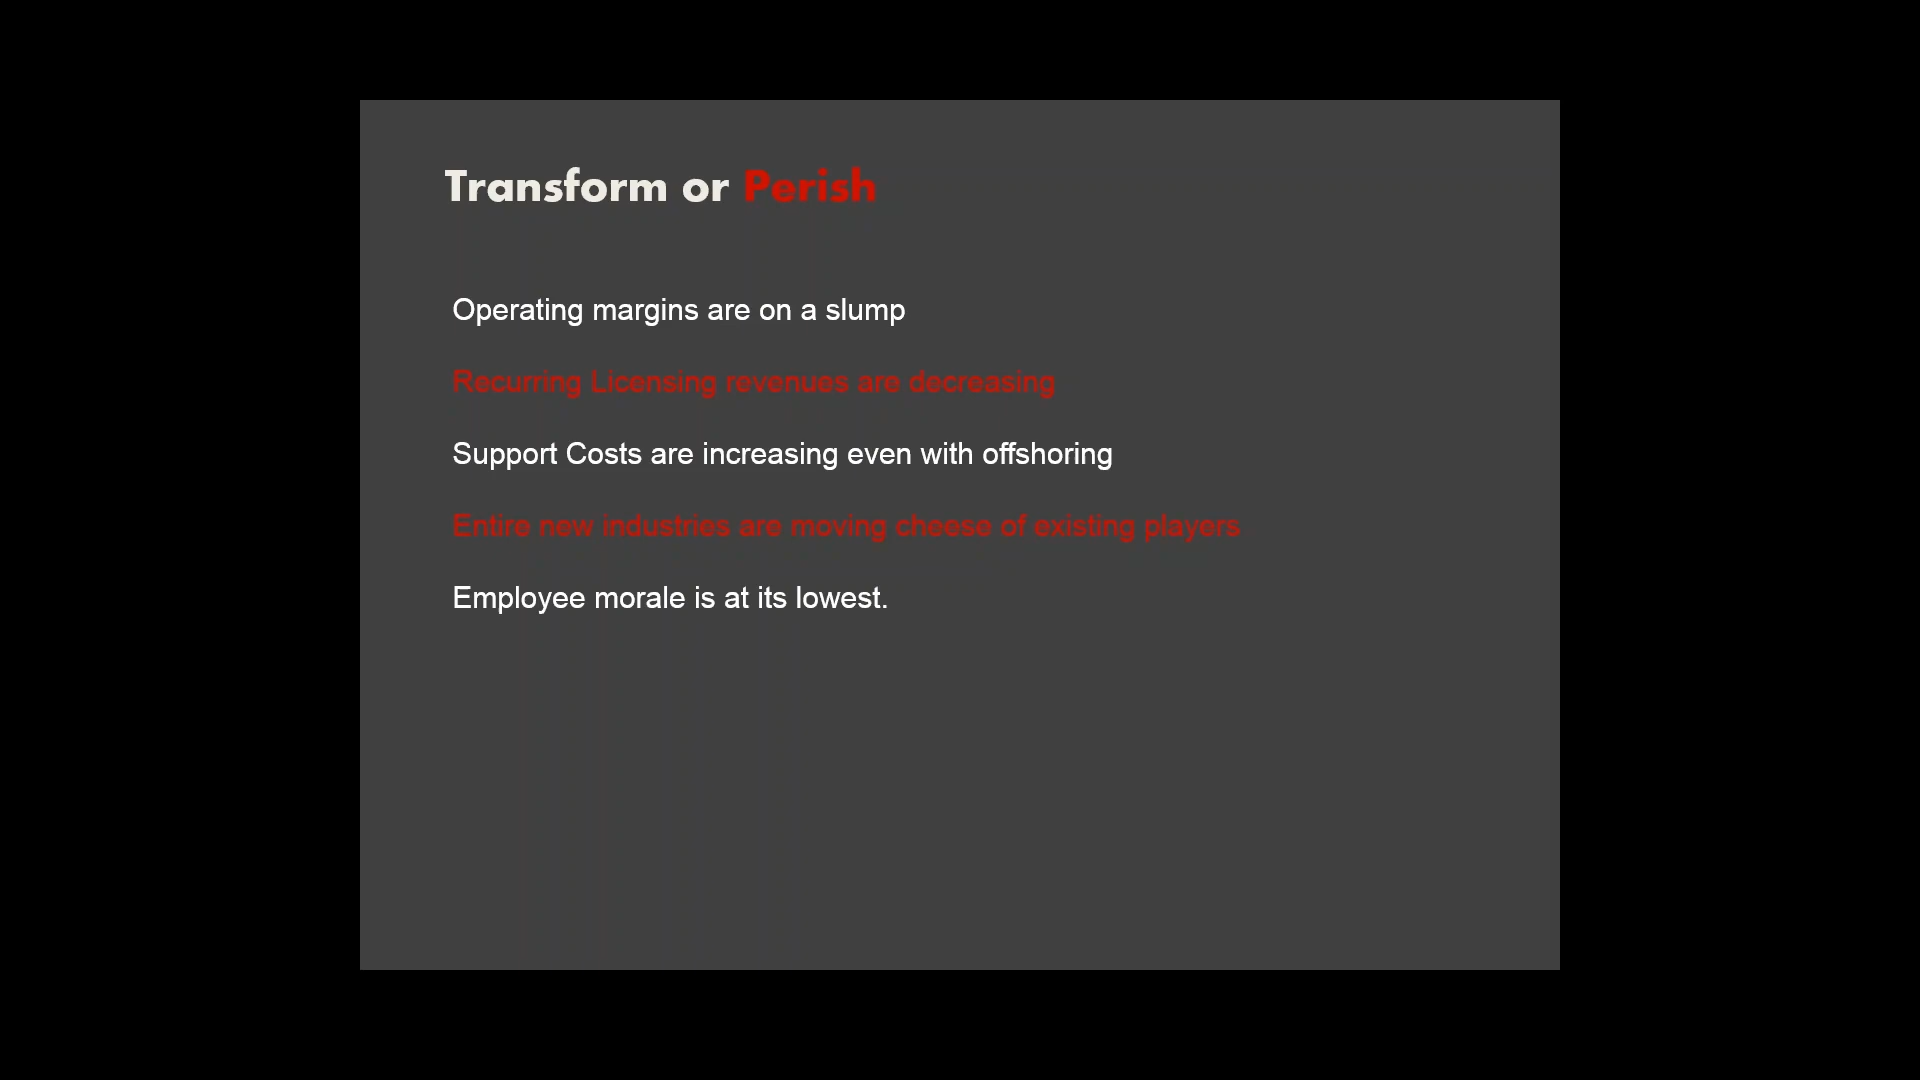 Transform or Perish
Operating margins are on a slump
Recurring Licensing revenues are decreasing
Support Costs are increasing even with offshoring
Entire new industries are moving cheese of existing players
Employee morale is at its lowest.